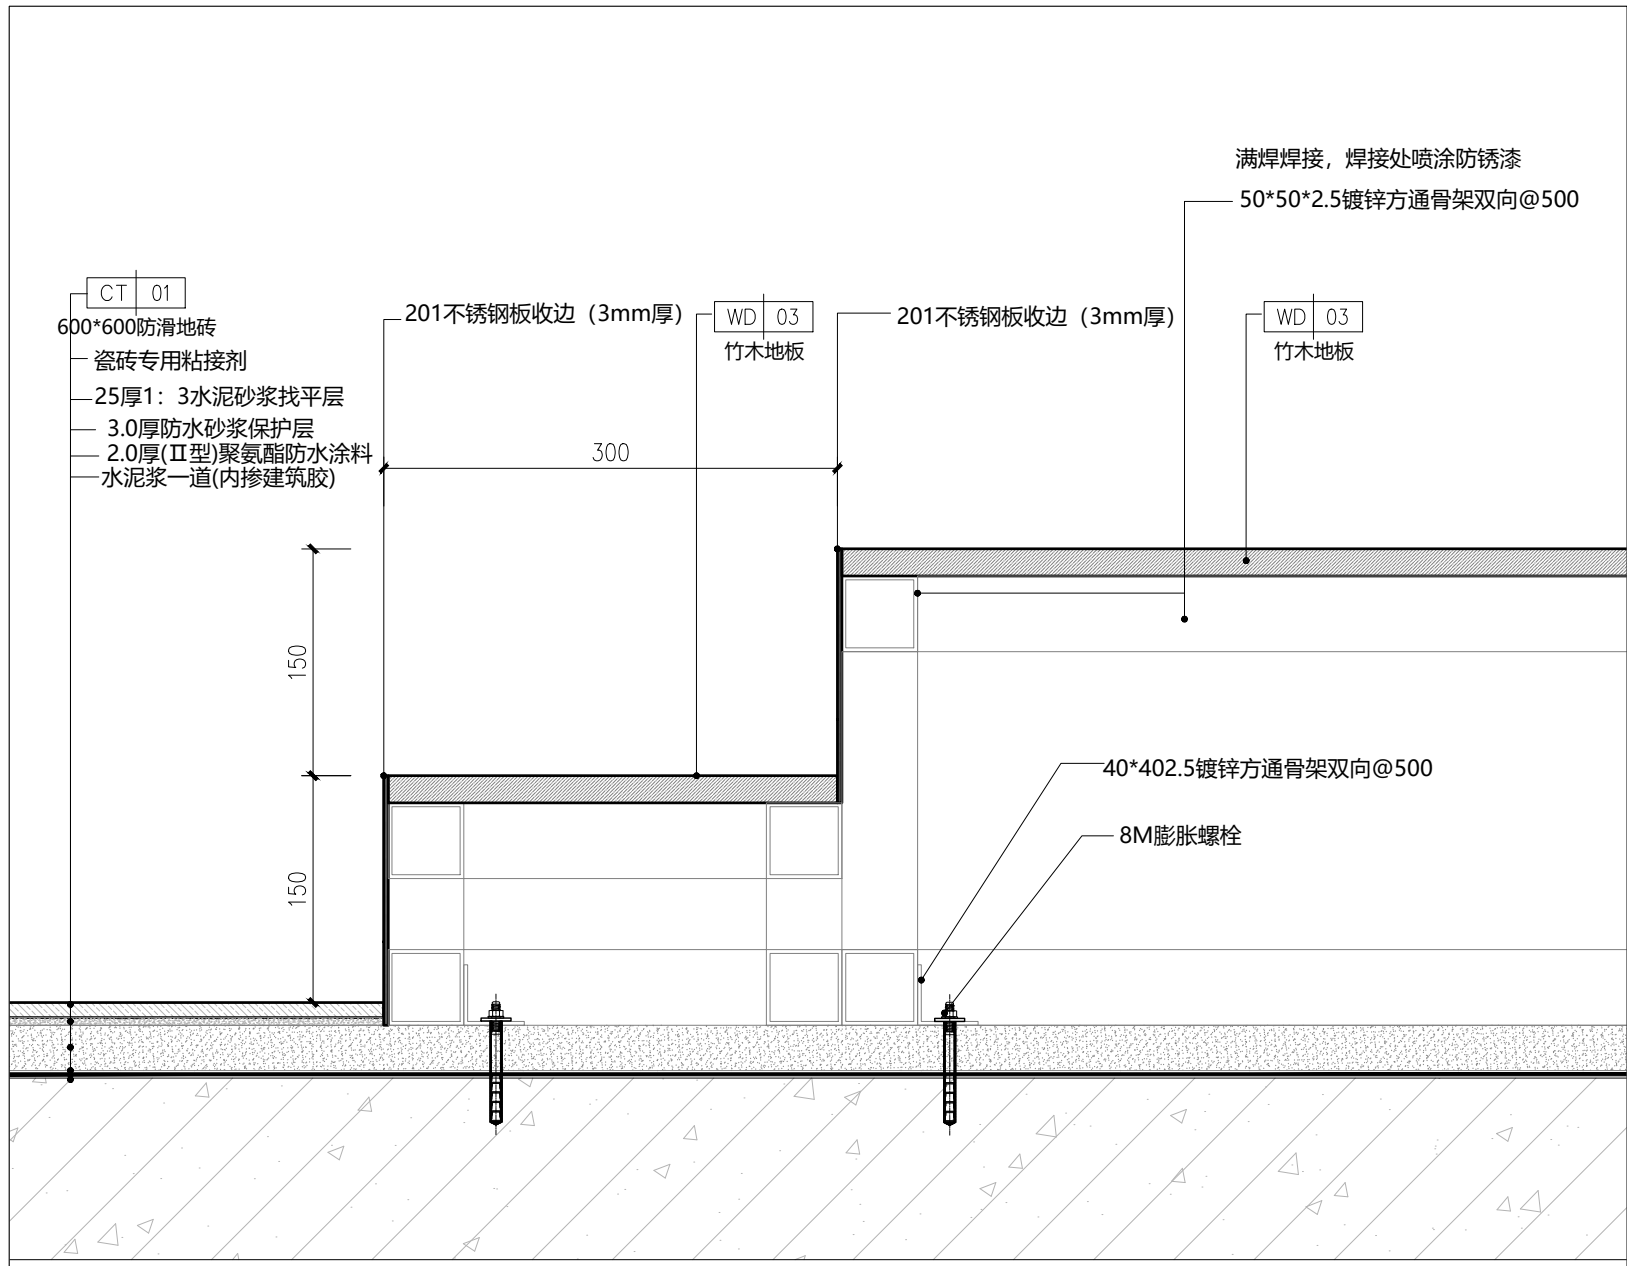 满焊焊接，焊接处喷涂防锈漆
50*50*2.5镀锌方通骨架双向@500
CT 01
600*600防滑地砖
瓷砖专用粘接剂
25厚1：3水泥砂浆找平层
3.0厚防水砂浆保护层
2.0厚(Ⅱ型)聚氨酯防水涂料
水泥浆一道(内掺建筑胶)
201不锈钢板收边（3mm厚）
WD 03
竹木地板
201不锈钢板收边（3mm厚）
WD 03
竹木地板
300
150
150
40*402.5镀锌方通骨架双向@500
8M膨胀螺栓